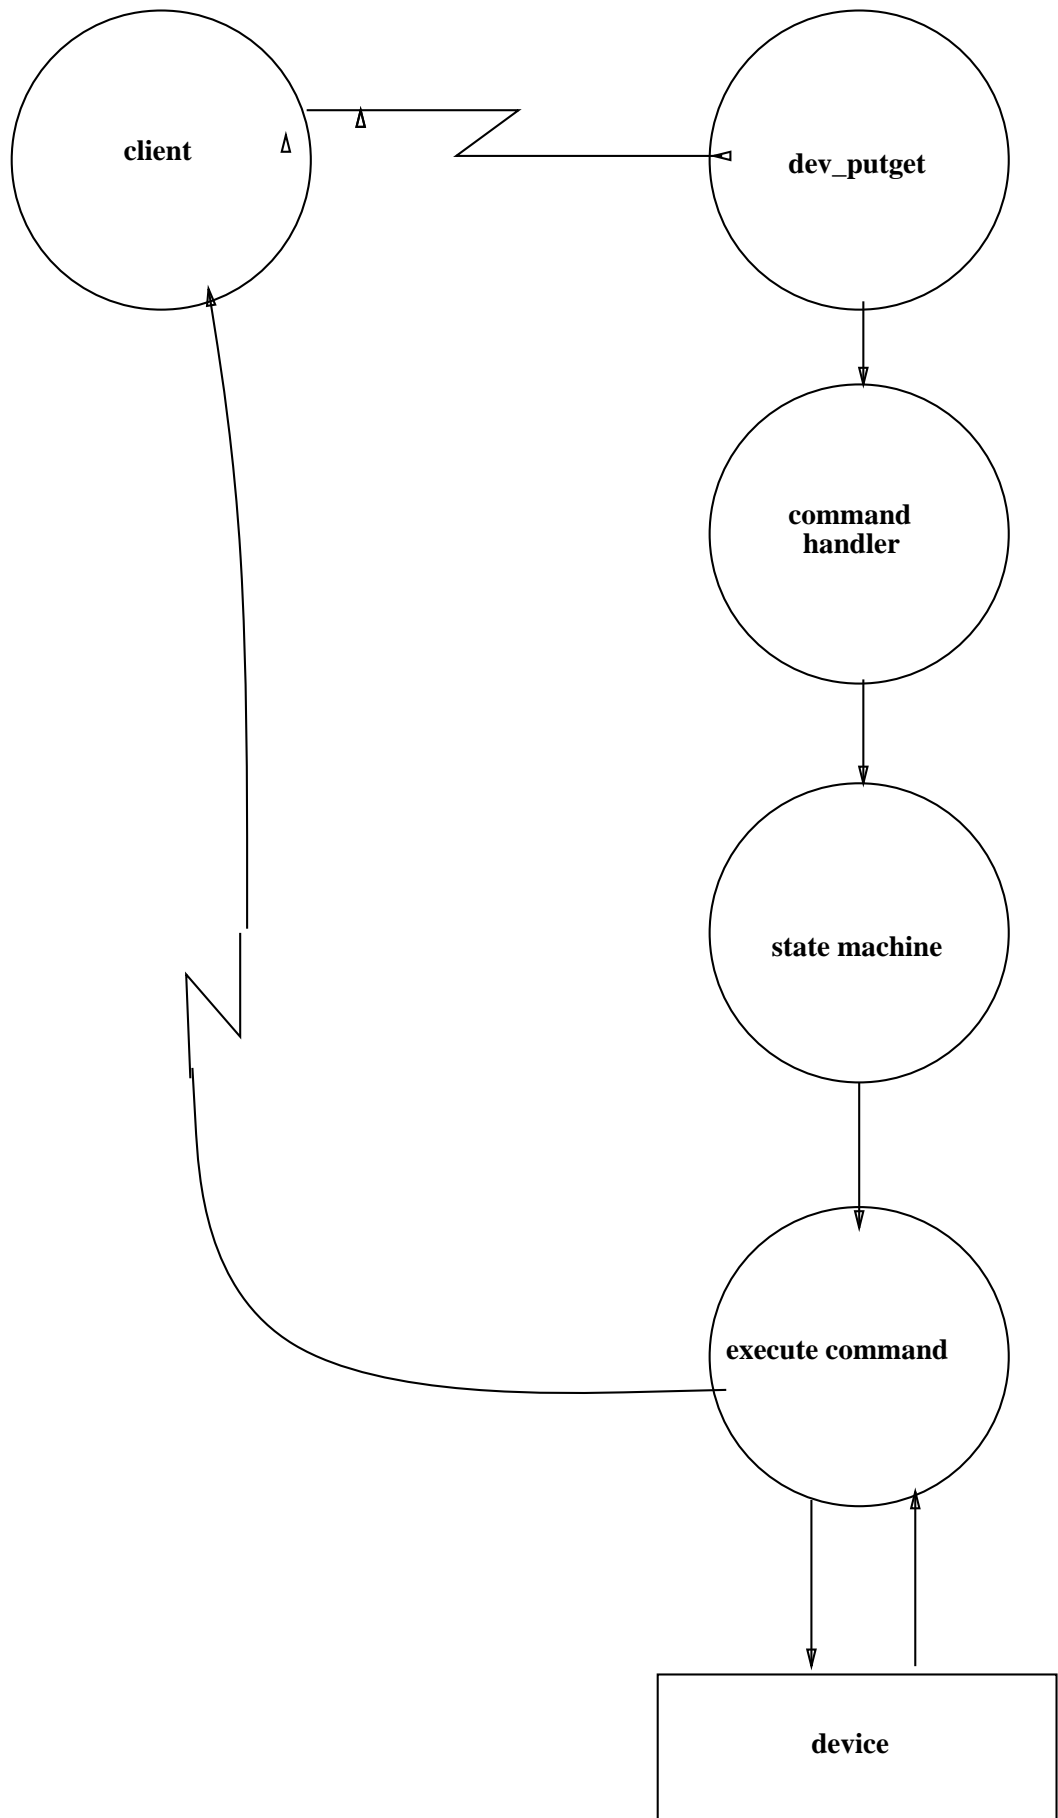 client
dev_putget
command
handler
state machine
execute command
device